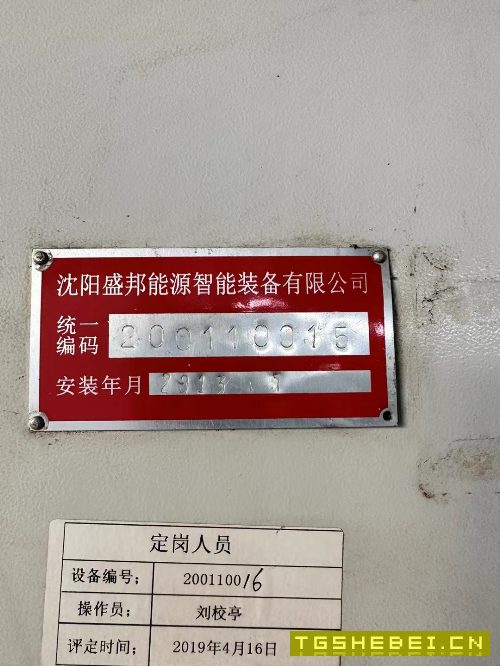 沈阳盛邦能源智能装备有限公司
统一编码 200110015
安装年月
定岗人员
设备编号: 200110016
操作员: 刘校亭
评定时间: 2019年4月16日
TGSHEBEI.CN